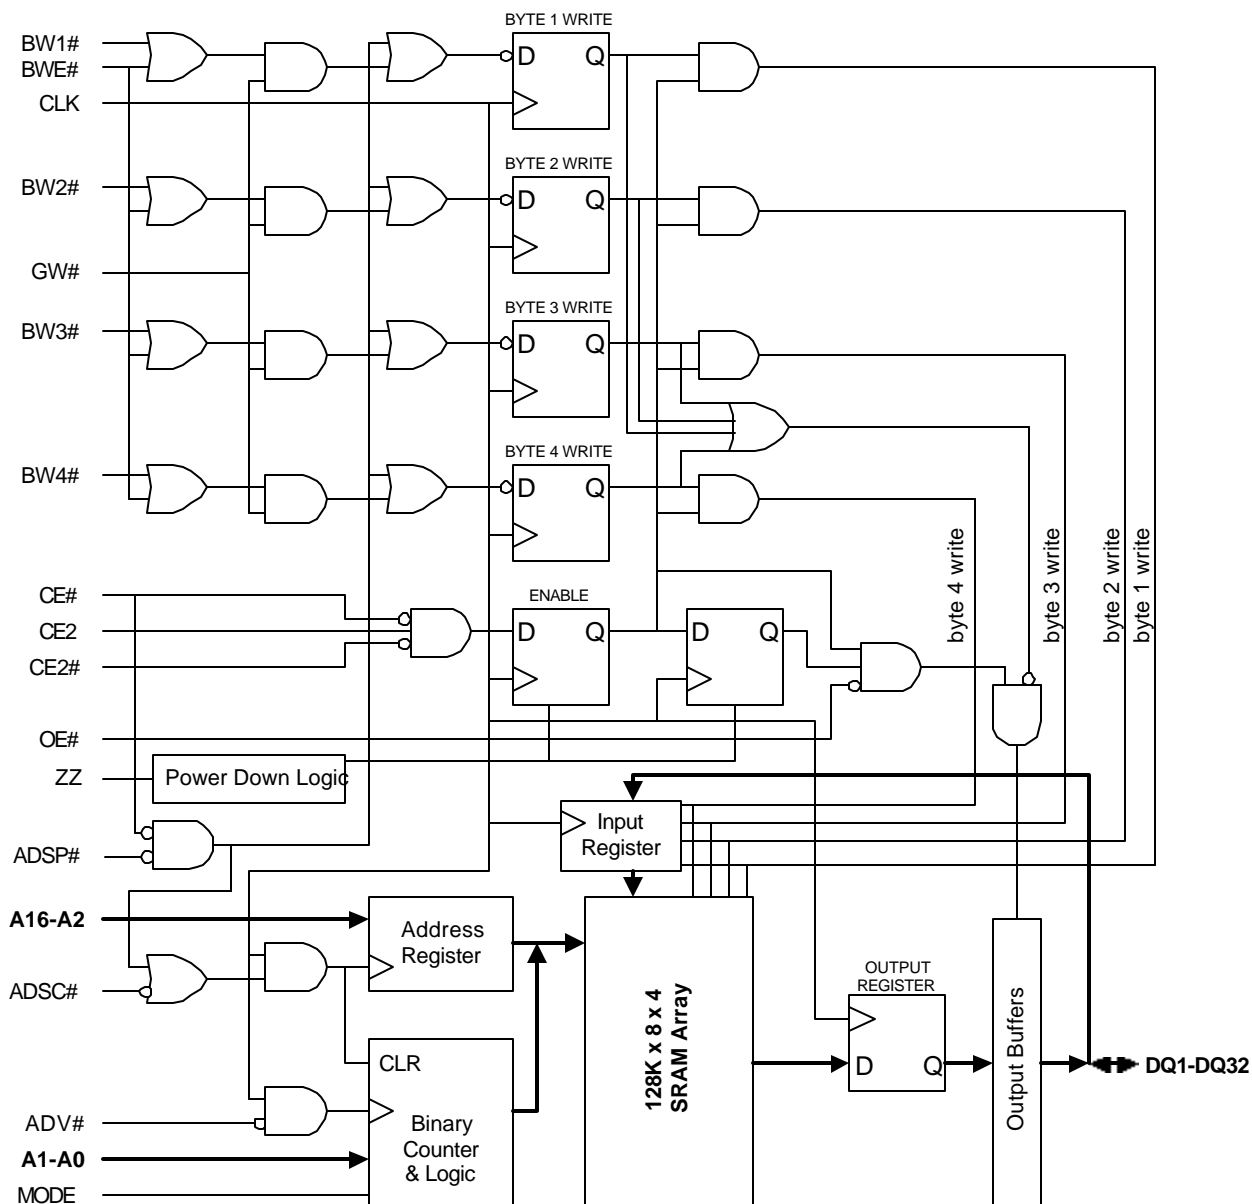 BYTE 1 WRITE
BW1#
BWE#
CLK
D Q
BYTE 2 WRITE
BW2#
D Q
GW#
BYTE 3 WRITE
BW3#
D Q
BYTE 4 WRITE
BW4#
D Q
byte 4 write
byte 3 write
byte 2 write
byte 1 write
CE#
CE2
CE2#
ENABLE
D Q
D Q
OE#
ZZ
Power Down Logic
ADSP#
Input
Register
A16-A2
Address
Register
ADSC#
128K x 8 x 4
SRAM Array
OUTPUT
REGISTER
D Q
Output Buffers
DQ1-DQ32
CLR
Binary
Counter
& Logic
ADV#
A1-A0
MODE